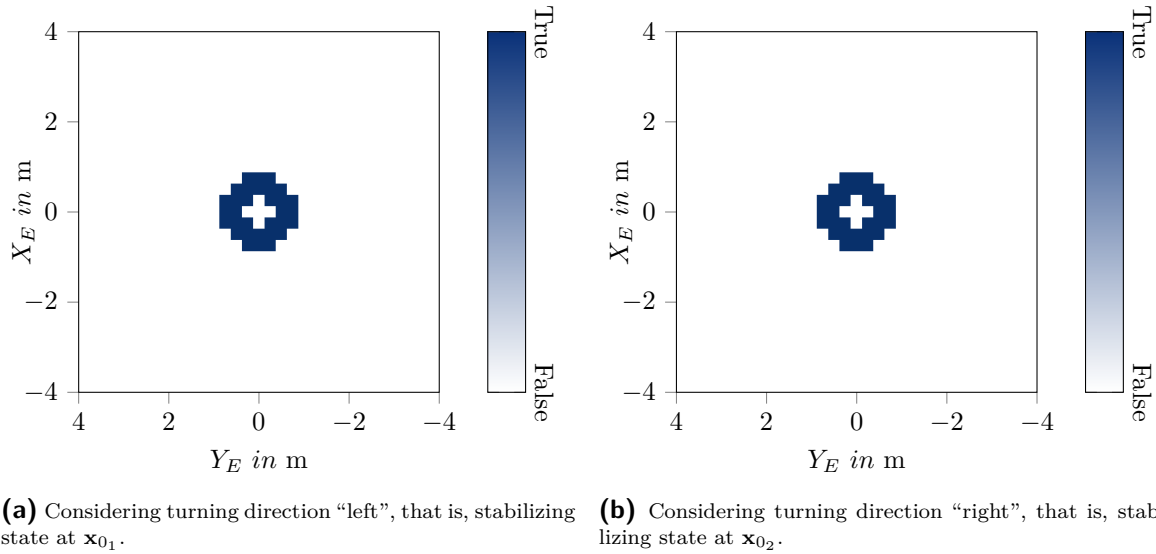 4
2
0
−2
−4
4
2
0
−2
−4
X_E in m
Y_E in m
True
False
4
2
0
−2
−4
4
2
0
−2
−4
X_E in m
Y_E in m
True
False
(a) Considering turning direction “left”, that is, stabilizing
state at x_{0_1}.
(b) Considering turning direction “right”, that is, stab
lizing state at x_{0_2}.